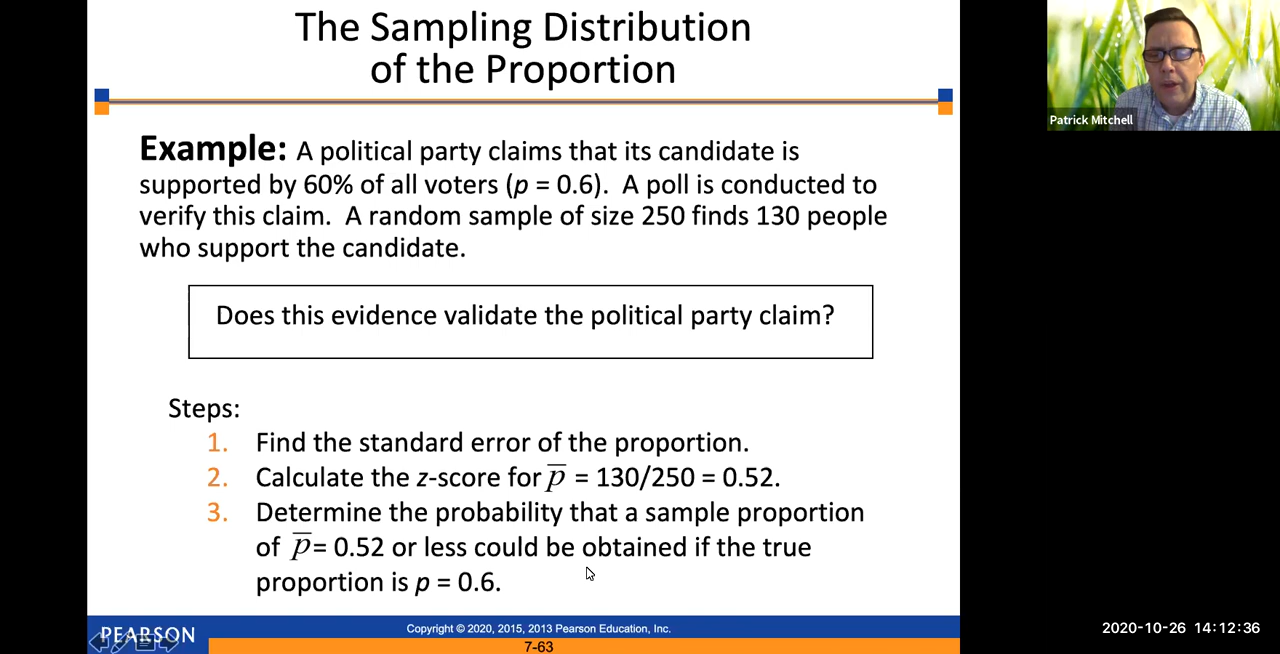 The Sampling Distribution
of the Proportion
Patrick Mitchell
Example: A political party claims that its candidate is
supported by 60% of all voters (p = 0.6). A poll is conducted to
verify this claim. A random sample of size 250 finds 130 people
who support the candidate.
Does this evidence validate the political party claim?
Steps:
1. Find the standard error of the proportion.
2. Calculate the z-score for p̅ = 130/250 = 0.52.
3. Determine the probability that a sample proportion
of p̅ = 0.52 or less could be obtained if the true
proportion is p = 0.6.
PEARSON
Copyright © 2020, 2015, 2013 Pearson Education, Inc.
7-63
2020-10-26 14:12:36